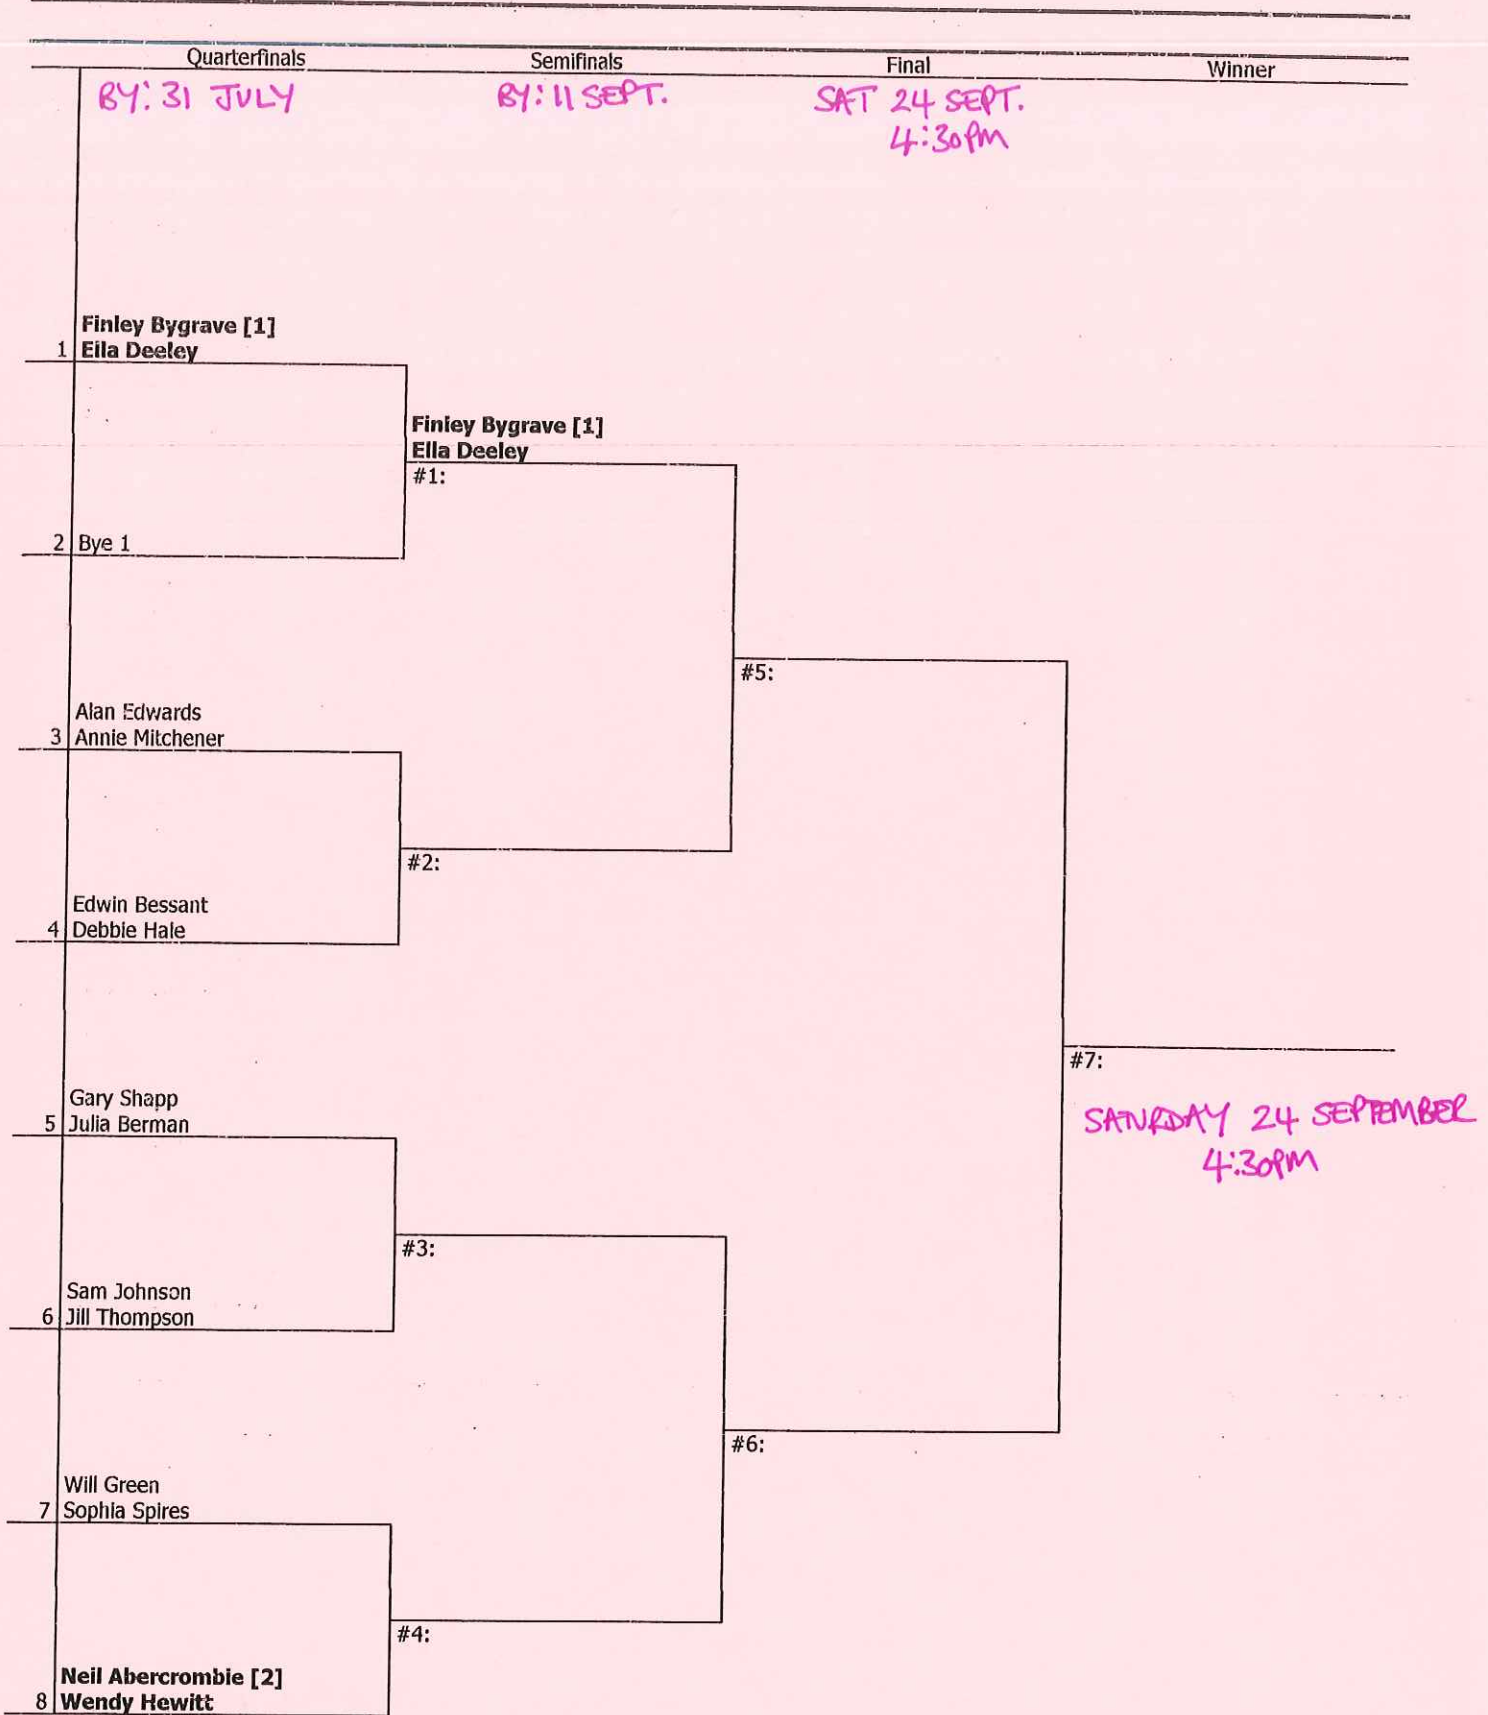 Quarterfinals Semifinals Final Winner
BY: 31 JULY BY: 11 SEPT. SAT 24 SEPT.
4:30PM
Finley Bygrave [1]
1 Ella Deeley
Finley Bygrave [1]
Ella Deeley
#1:
2 Bye 1
#5:
Alan Edwards
3 Annie Mitchener
#2:
Edwin Bessant
4 Debbie Hale
#7:
Gary Shapp
5 Julia Berman
SATURDAY 24 SEPTEMBER
4:30PM
#3:
Sam Johnson
6 Jill Thompson
#6:
Will Green
7 Sophia Spires
#4:
Neil Abercrombie [2]
8 Wendy Hewitt